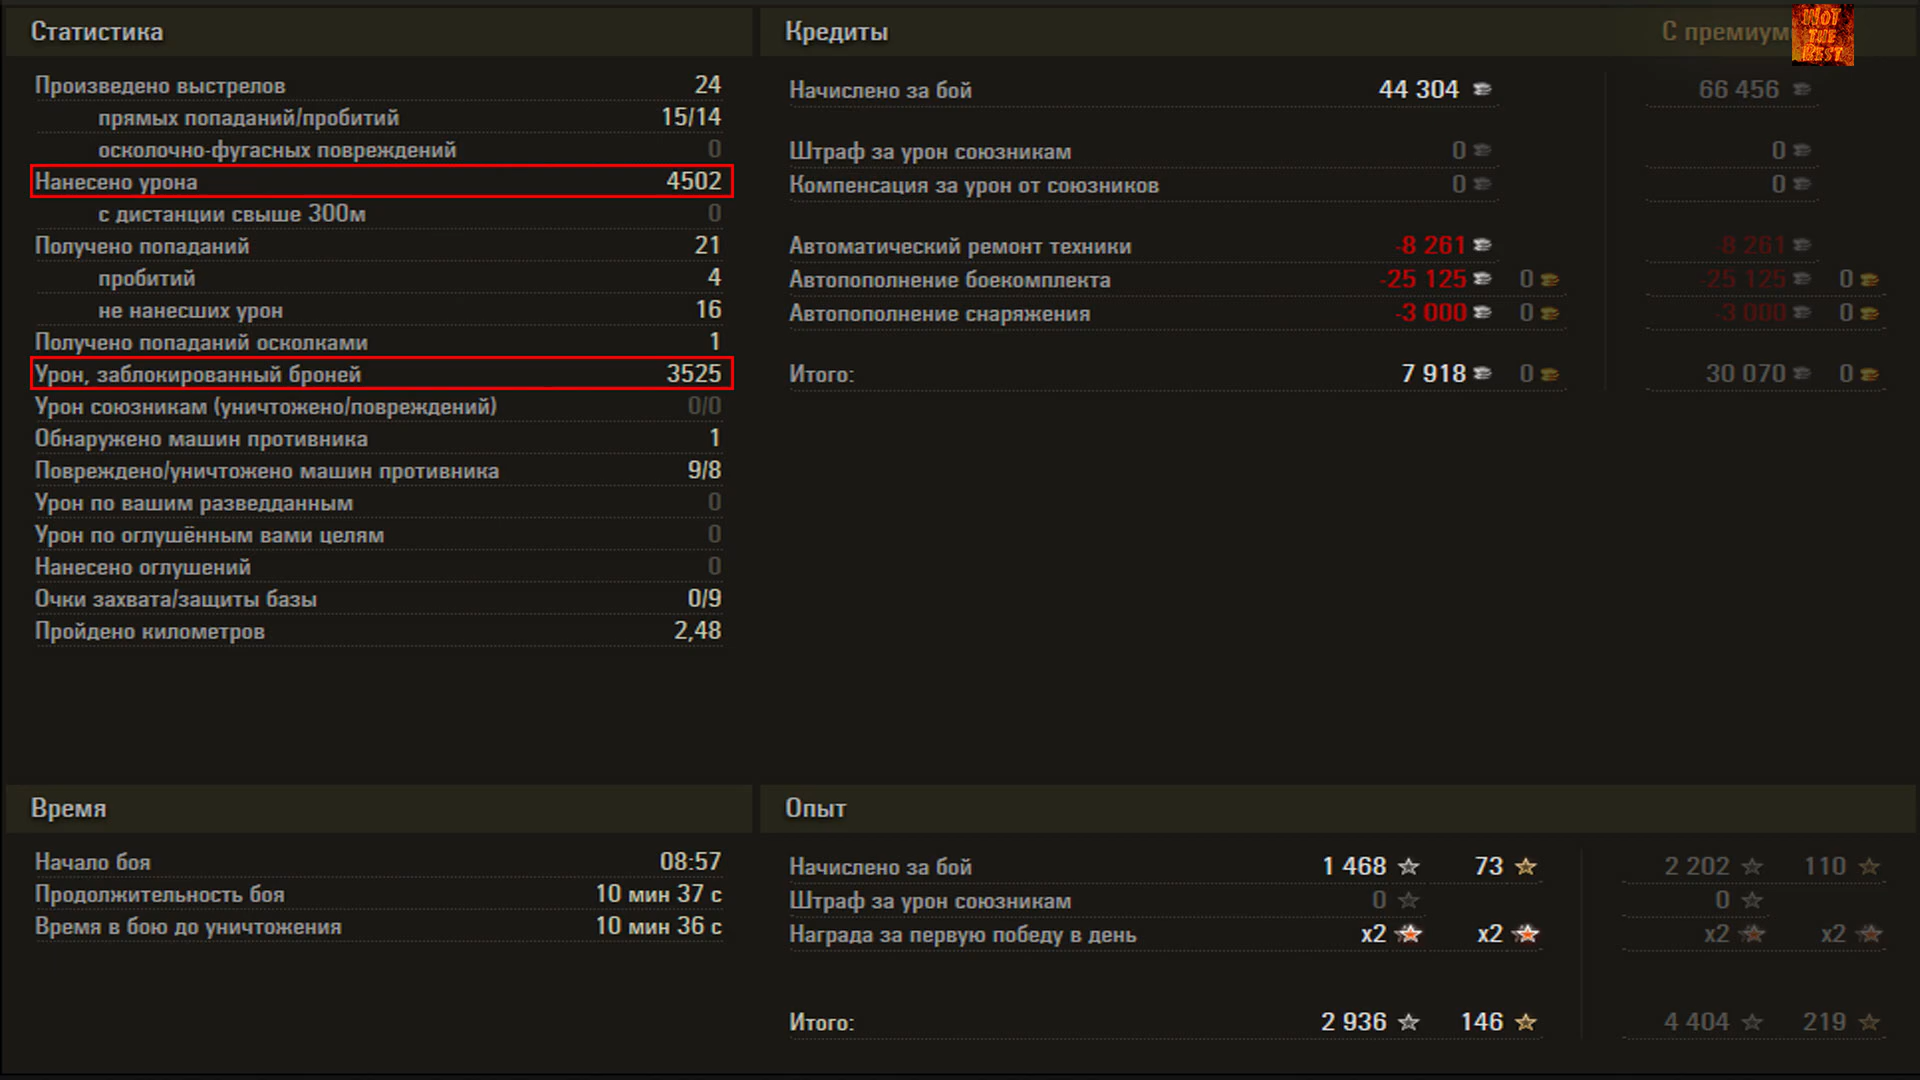 Статистика
Произведено выстрелов 24
прямых попаданий/пробитий 15/14
осколочно-фугасных повреждений 0
Нанесено урона 4502
с дистанции свыше 300м 0
Получено попаданий 21
пробитий 4
не нанесших урон 16
Получено попаданий осколками 1
Урон, заблокированный броней 3525
Урон союзникам (уничтожено/повреждений) 0/0
Обнаружено машин противника 1
Повреждено/уничтожено машин противника 9/8
Урон по вашим разведданным 0
Урон по оглушённым вами целям 0
Нанесено оглушений 0
Очки захвата/защиты базы 0/9
Пройдено километров 2,48
Кредиты С премиум
WOT
THE
BEST
Начислено за бой 44 304 66 456
Штраф за урон союзникам 0 0
Компенсация за урон от союзников 0 0
Автоматический ремонт техники -8 261 -8 261
Автопополнение боекомплекта -25 125 0 -25 125 0
Автопополнение снаряжения -3 000 0 -3 000 0
Итого: 7 918 0 30 070 0
Время
Начало боя 08:57
Продолжительность боя 10 мин 37 с
Время в бою до уничтожения 10 мин 36 с
Опыт
Начислено за бой 1 468 73 2 202 110
Штраф за урон союзникам 0 0
Награда за первую победу в день x2 x2 x2 x2
Итого: 2 936 146 4 404 219